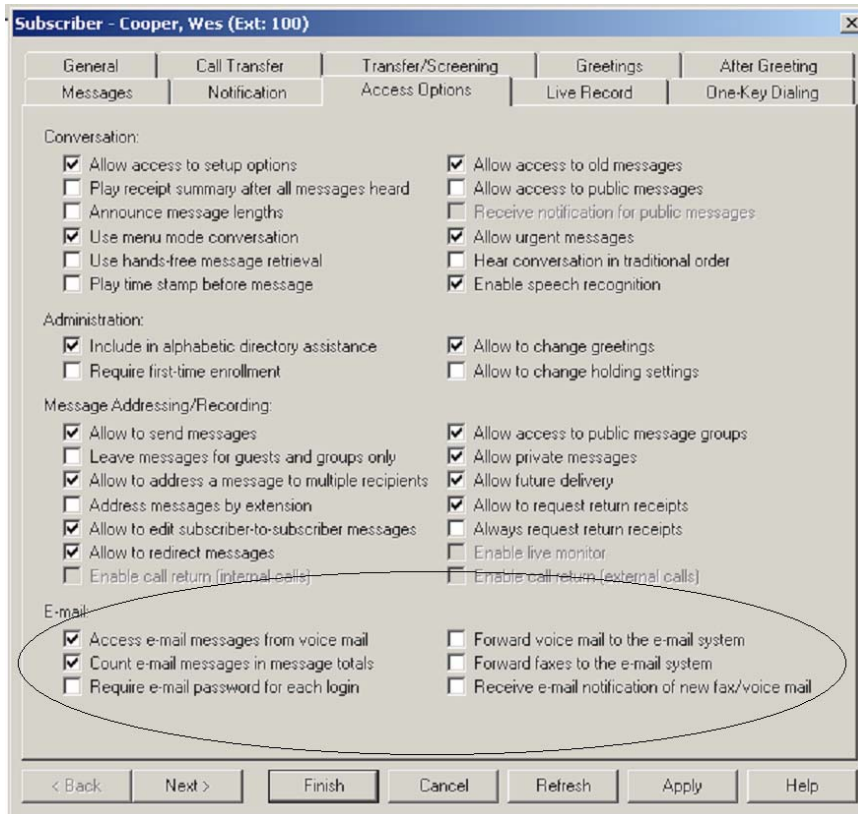 Subscriber - Cooper, Wes (Ext: 100)
General Call Transfer Transfer/Screening Greetings After Greeting
Messages Notification Access Options Live Record One-Key Dialing
Conversation:
Allow access to setup options
Play receipt summary after all messages heard
Announce message lengths
Use menu mode conversation
Use hands-free message retrieval
Play time stamp before message
Allow access to old messages
Allow access to public messages
Receive notification for public messages
Allow urgent messages
Hear conversation in traditional order
Enable speech recognition
Administration:
Include in alphabetic directory assistance
Require first-time enrollment
Allow to change greetings
Allow to change holding settings
Message Addressing/Recording:
Allow to send messages
Leave messages for guests and groups only
Allow to address a message to multiple recipients
Address messages by extension
Allow to edit subscriber-to-subscriber messages
Allow to redirect messages
Enable call return (internal calls)
Allow access to public message groups
Allow private messages
Allow future delivery
Allow to request return receipts
Always request return receipts
Enable live monitor
Enable call return (external calls)
E-mail:
Access e-mail messages from voice mail
Count e-mail messages in message totals
Require e-mail password for each login
Forward voice mail to the e-mail system
Forward faxes to the e-mail system
Receive e-mail notification of new fax/voice mail
< Back Next > Finish Cancel Refresh Apply Help